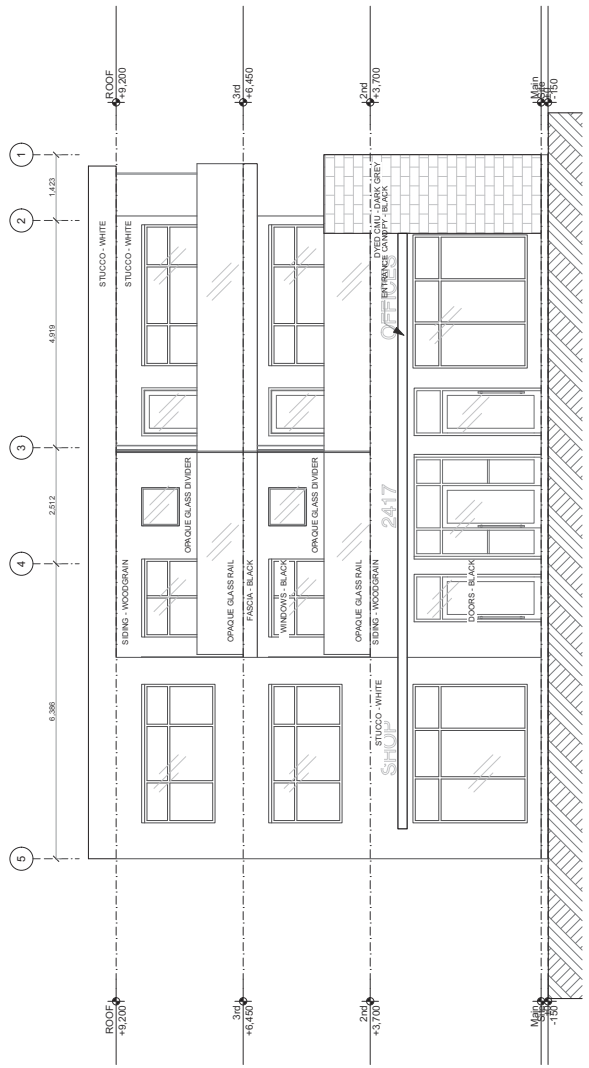 5
4
3
2
1
6,386
2,512
4,919
1,423
STUCCO - WHITE
ROOF
+9,200
ROOF
+9,200
SIDING - WOODGRAIN
STUCCO - WHITE
OPAQUE GLASS DIVIDER
OPAQUE GLASS RAIL
3rd
+6,450
3rd
+6,450
FASCIA - BLACK
WINDOWS - BLACK
OPAQUE GLASS DIVIDER
OPAQUE GLASS RAIL
2nd
+3,700
2nd
+3,700
SIDING - WOODGRAIN
STUCCO - WHITE
DYED CMU - DARK GREY
ENTRANCE CANOPY - BLACK
SHOP
2417
OFFICES
DOORS - BLACK
Main
-150
Main
-150